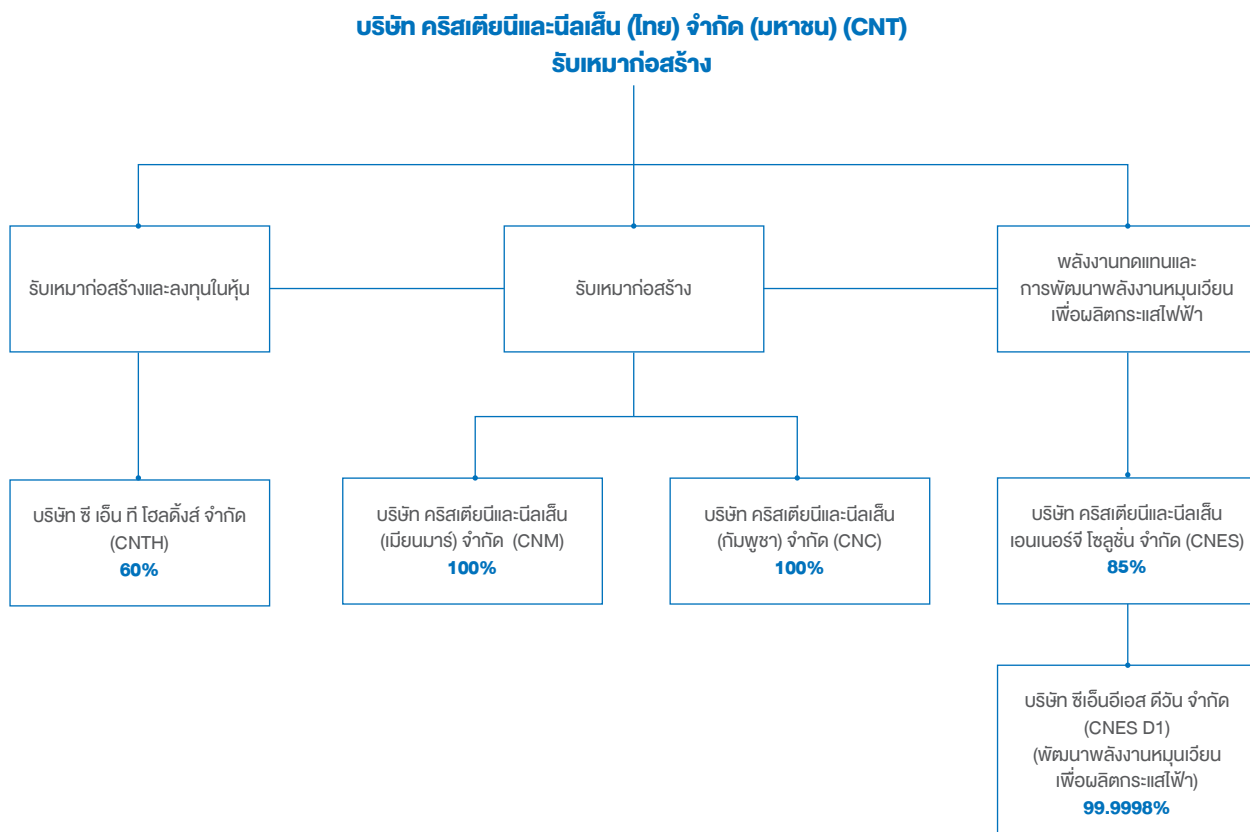 บริษัท คริสเตียนีและนีลเส็น (ไทย) จำกัด (มหาชน) (CNT)
รับเหมาก่อสร้าง
รับเหมาก่อสร้างและลงทุนในหุ้น
รับเหมาก่อสร้าง
พลังงานทดแทนและ
การพัฒนาพลังงานหมุนเวียน
เพื่อผลิตกระแสไฟฟ้า
บริษัท ซี เอ็น ที โฮลดิ้งส์ จำกัด
(CNTH)
60%
บริษัท คริสเตียนีและนีลเส็น
(เมียนมาร์) จำกัด (CNM)
100%
บริษัท คริสเตียนีและนีลเส็น
(กัมพูชา) จำกัด (CNC)
100%
บริษัท คริสเตียนีและนีลเส็น
เอนเนอร์จี โซลูชั่น จำกัด (CNES)
85%
บริษัท ซีเอ็นอีเอส ดีวัน จำกัด
(CNES D1)
(พัฒนาพลังงานหมุนเวียน
เพื่อผลิตกระแสไฟฟ้า)
99.9998%